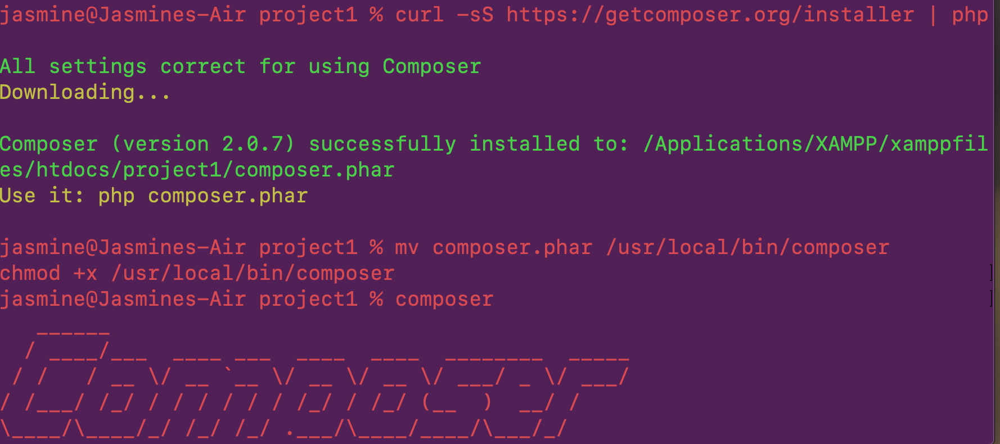 jasmine@Jasmines-Air project1 % curl -sS https://getcomposer.org/installer | php
All settings correct for using Composer
Downloading...
Composer (version 2.0.7) successfully installed to: /Applications/XAMPP/xamppfil
es/htdocs/project1/composer.phar
Use it: php composer.phar
jasmine@Jasmines-Air project1 % mv composer.phar /usr/local/bin/composer
chmod +x /usr/local/bin/composer ]
jasmine@Jasmines-Air project1 % composer ]
   ______
  / ____/___  ____ ___  ____  ____  ________  _____
 / /   / __ \/ __ `__ \/ __ \/ __ \/ ___/ _ \/ ___/
/ /___/ /_/ / / / / / / /_/ / /_/ (__  )  __/ /
\____/\____/_/ /_/ /_/ .___/\____/____/\___/_/